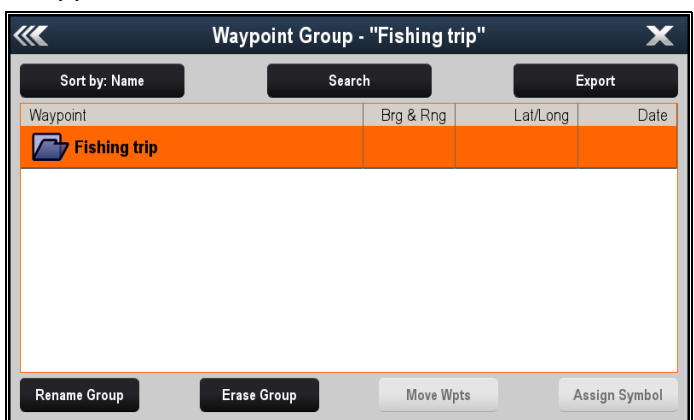 Waypoint Group - "Fishing trip"
Sort by: Name Search Export
Waypoint Brg & Rng Lat/Long Date
Fishing trip
Rename Group Erase Group Move Wpts Assign Symbol